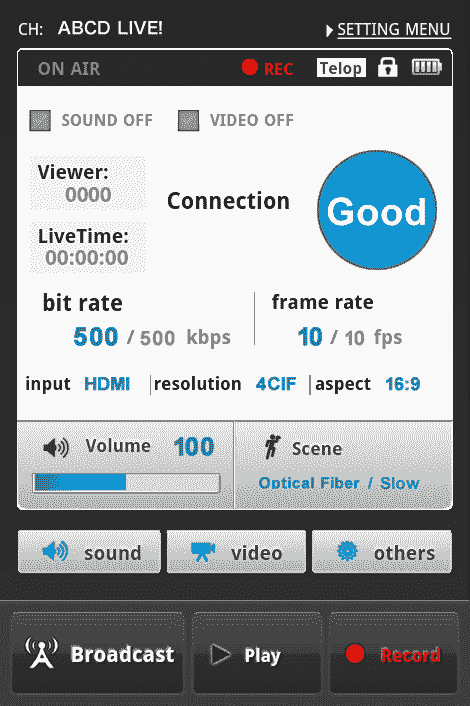 CH: ABCD LIVE! SETTING MENU
ON AIR REC Telop
SOUND OFF VIDEO OFF
Viewer:
0000
Connection Good
LiveTime:
00:00:00
bit rate frame rate
500 / 500 kbps 10 / 10 fps
input HDMI resolution 4CIF aspect 16:9
Volume 100 Scene
Optical Fiber / Slow
sound video others
Broadcast Play Record